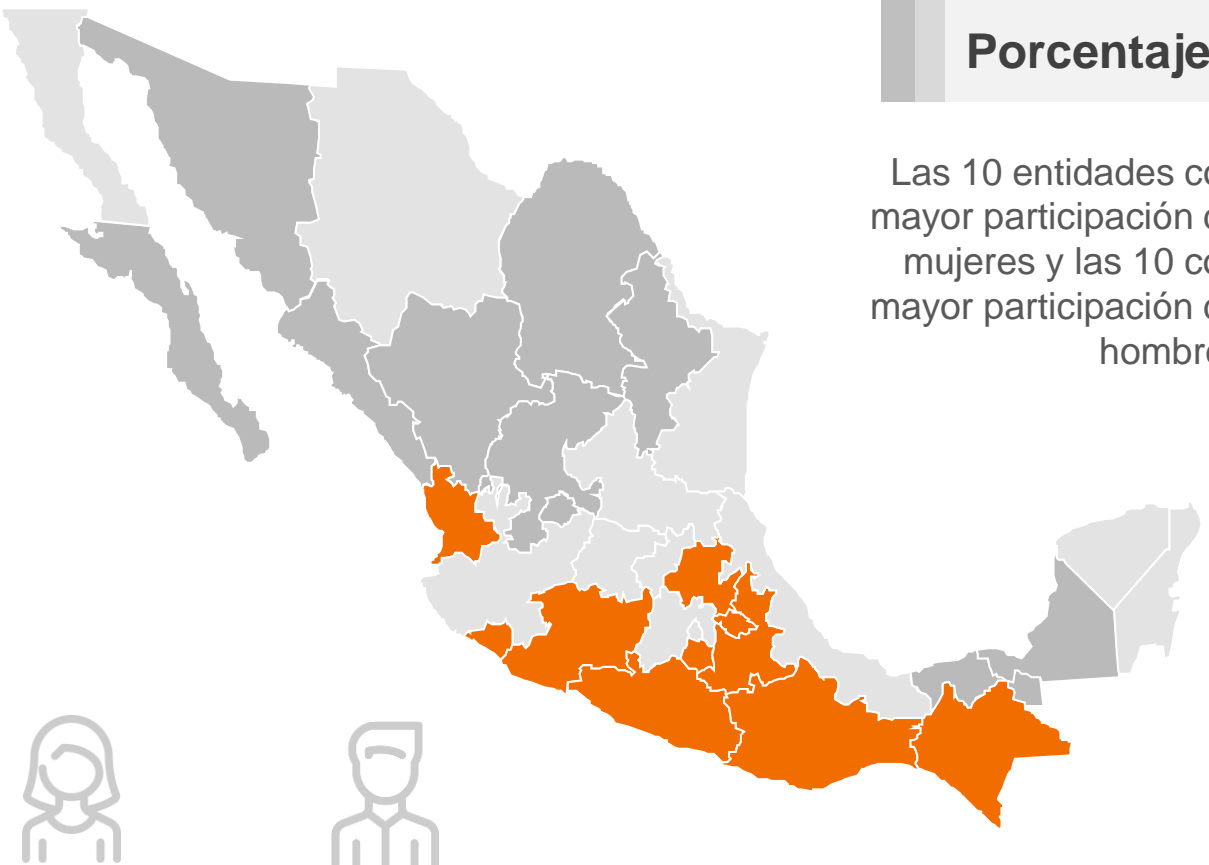 Porcentaje
Las 10 entidades co
mayor participación
mujeres y las 10 co
mayor participación
hombre